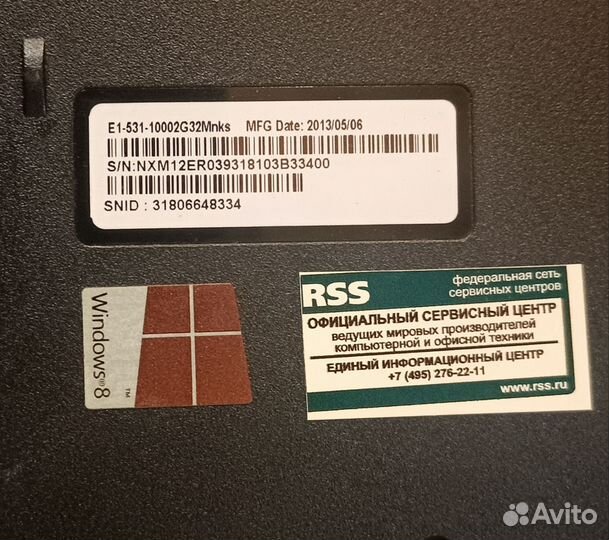 E1-531-10002G32Mnks MFG Date: 2013/05/06
S/N:NXM12ER039318103B33400
SNID : 31806648334
Windows®8
TM
RSS
федеральная сеть
сервисных центров
ОФИЦИАЛЬНЫЙ СЕРВИСНЫЙ ЦЕНТР
ведущих мировых производителей
компьютерной и офисной техники
ЕДИНЫЙ ИНФОРМАЦИОННЫЙ ЦЕНТР
+7 (495) 276-22-11
www.rss.ru
Avito